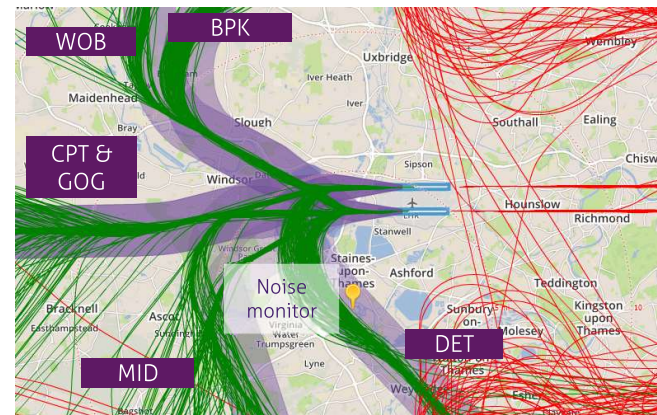 BPK
WOB
Uxbridge
Wembley
Iver Heath
Maidenhead
Iver
Slough
Southall
Ealing
Bray
Sipson
CPT &
GOG
Windsor
Hounslow
Richmond
Stanwell
Staines-
upon-
Thames
Ashford
Noise
monitor
Teddington
Bracknell
Ascot
Sunbury-
on-
Kingston
upon
Thames
Easthampstead
Molesey
10
Virginia
Water
Trumpsgreen
DET
MID
Lyne
Bagshot